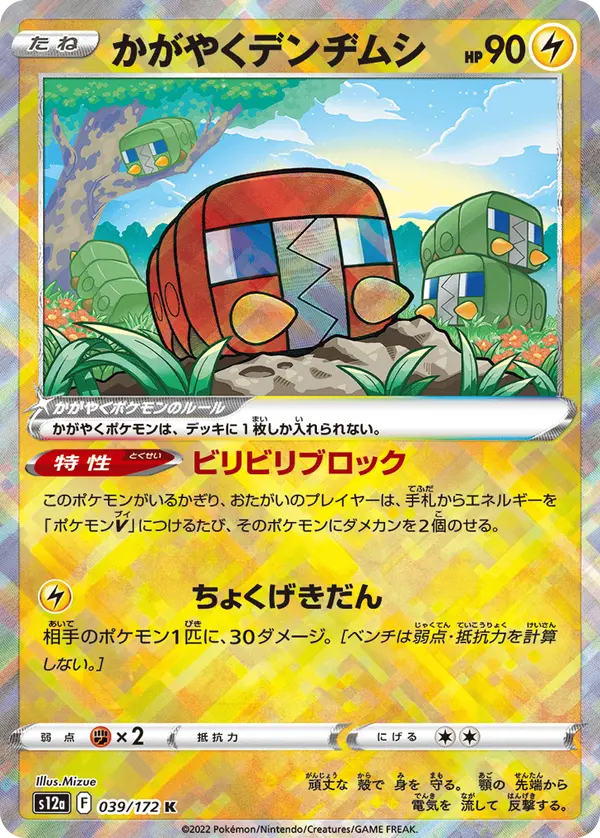 たね かがやくデンヂムシ HP90
かがやくポケモンのルール
かがやくポケモンは、デッキに1枚しか入れられない。
特性 とくせい ビリビリブロック
このポケモンがいるかぎり、おたがいのプレイヤーは、手札からエネルギーを
「ポケモンV」につけるたび、そのポケモンにダメカンを2個のせる。
ちょくげきだん
相手のポケモン1匹に、30ダメージ。[ベンチは弱点・抵抗力を計算
しない。]
弱点 ×2 抵抗力 にげる
Illus.Mizue
s12a F 039/172 K
頑丈な 殻で 身を 守る。 顎の 先端から
電気を 流して 反撃する。
©2022 Pokémon/Nintendo/Creatures/GAME FREAK.